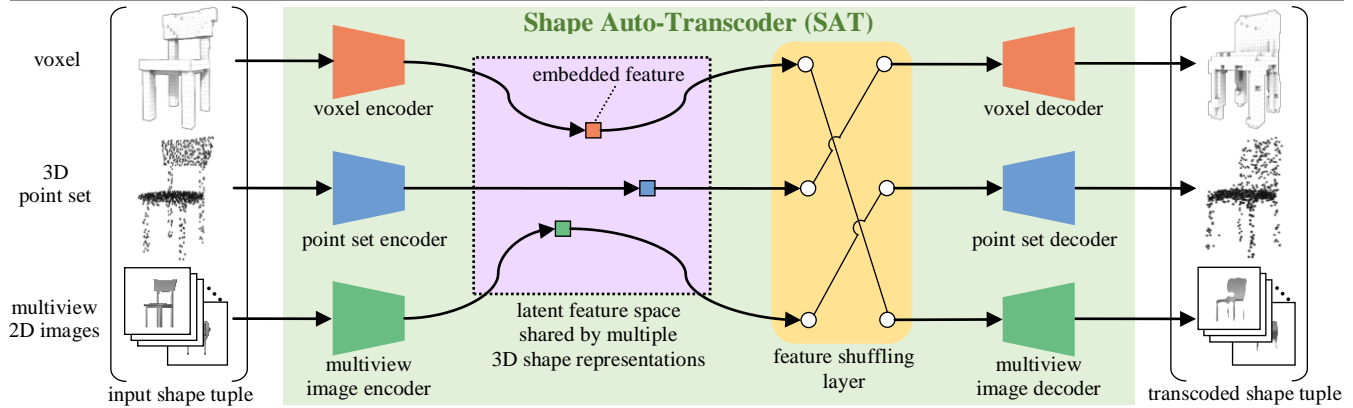 Shape Auto-Transcoder (SAT)
voxel
voxel encoder
embedded feature
voxel decoder
3D
point set
point set encoder
point set decoder
multiview
2D images
multiview
image encoder
latent feature space
shared by multiple
3D shape representations
feature shuffling
layer
multiview
image decoder
input shape tuple
transcoded shape tuple